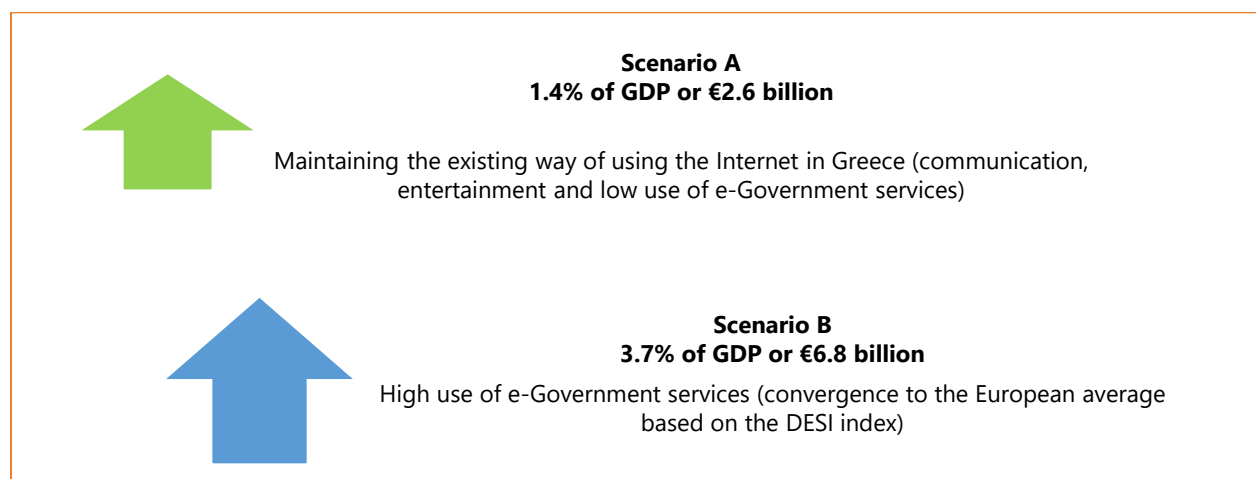 Scenario A
1.4% of GDP or €2.6 billion
Maintaining the existing way of using the Internet in Greece (communication,
entertainment and low use of e-Government services)
Scenario B
3.7% of GDP or €6.8 billion
High use of e-Government services (convergence to the European average
based on the DESI index)